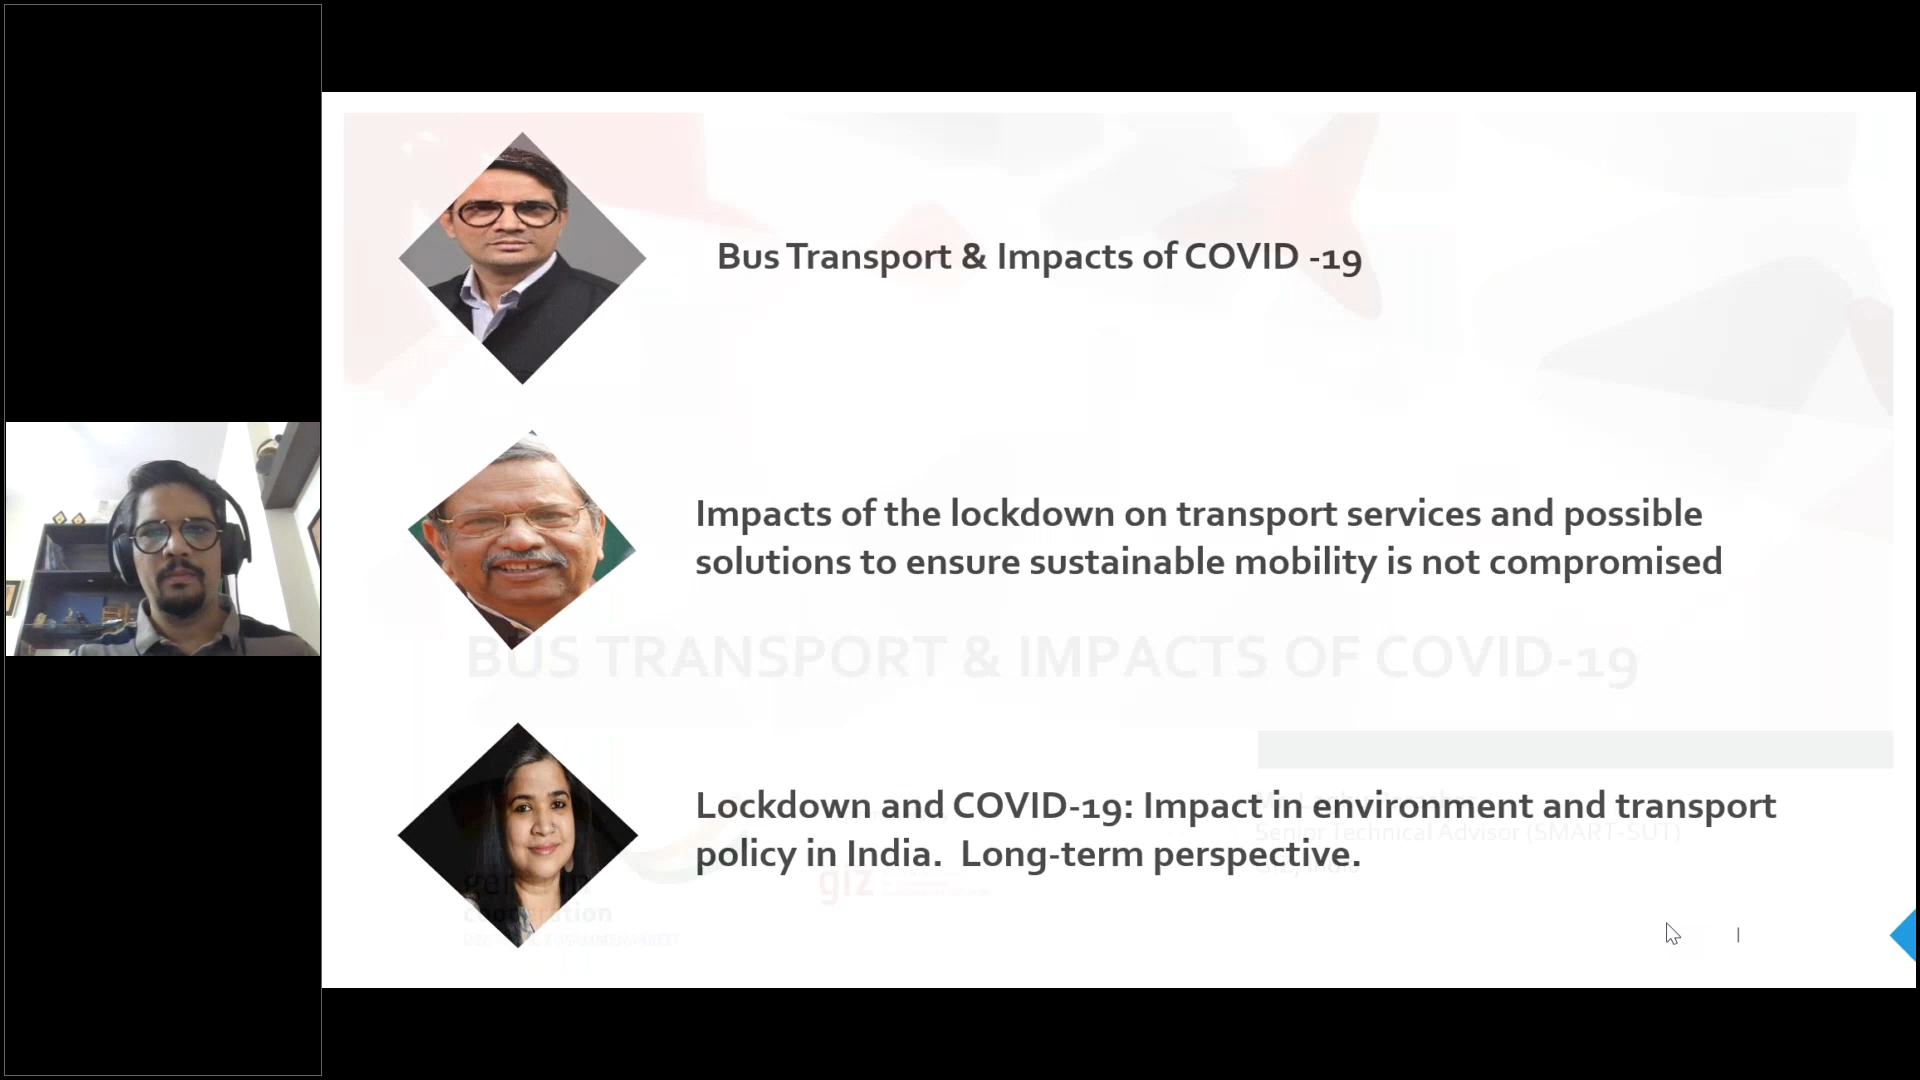 Bus Transport & Impacts of COVID -19
Impacts of the lockdown on transport services and possible
solutions to ensure sustainable mobility is not compromised
BUS TRANSPORT & IMPACTS OF COVID-19
Lockdown and COVID-19: Impact in environment and transport
Senior Technical Advisor (SMART-SUT)
policy in India.  Long-term perspective.
giz